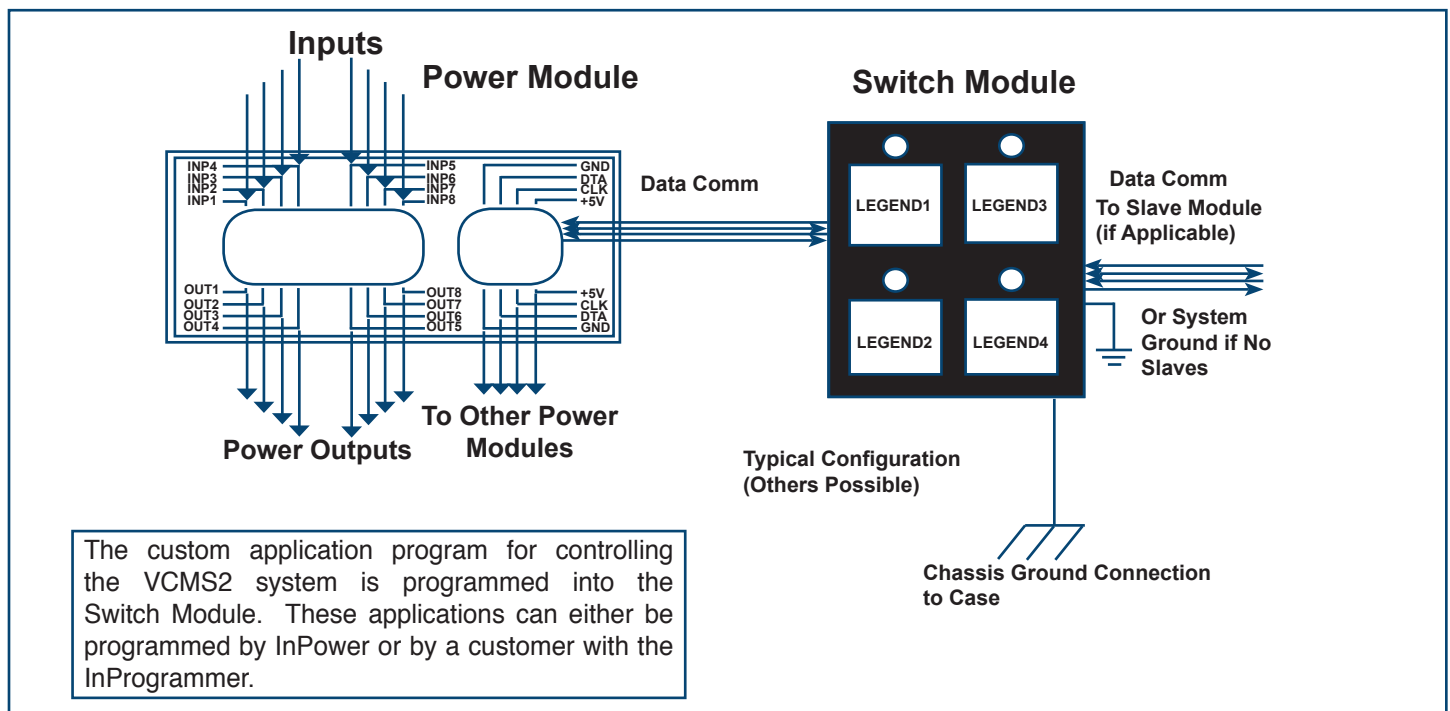 Inputs
Power Module
Switch Module
INP4
INP3
INP2
INP1
INP5
INP6
INP7
INP8
GND
DTA
CLK
+5V
OUT1
OUT2
OUT3
OUT4
OUT8
OUT7
OUT6
OUT5
+5V
CLK
DTA
GND
Power Outputs
To Other Power
Modules
Data Comm
LEGEND1
LEGEND3
LEGEND2
LEGEND4
Data Comm
To Slave Module
(if Applicable)
Or System
Ground if No
Slaves
Typical Configuration
(Others Possible)
Chassis Ground Connection
to Case
The custom application program for controlling
the VCMS2 system is programmed into the
Switch Module. These applications can either be
programmed by InPower or by a customer with the
InProgrammer.